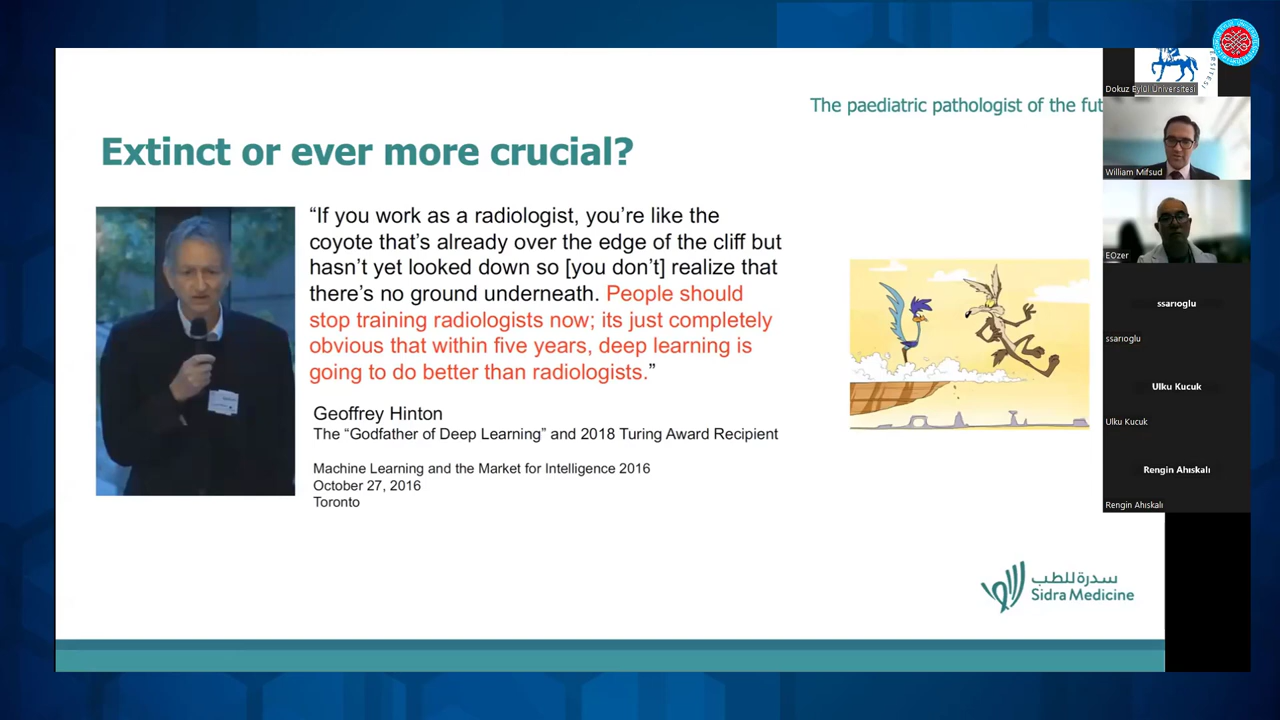 The paediatric pathologist of the fut
Extinct or ever more crucial?
“If you work as a radiologist, you’re like the
coyote that’s already over the edge of the cliff but
hasn’t yet looked down so [you don’t] realize that
there’s no ground underneath. People should
stop training radiologists now; its just completely
obvious that within five years, deep learning is
going to do better than radiologists.”
Geoffrey Hinton
The “Godfather of Deep Learning” and 2018 Turing Award Recipient
Machine Learning and the Market for Intelligence 2016
October 27, 2016
Toronto
سدرة للطب
Sidra Medicine
Dokuz Eylül Üniversitesi
William Mifsud
EOzer
ssarıoglu
ssarıoglu
Ulku Kucuk
Ulku Kucuk
Rengin Ahıskalı
Rengin Ahıskalı